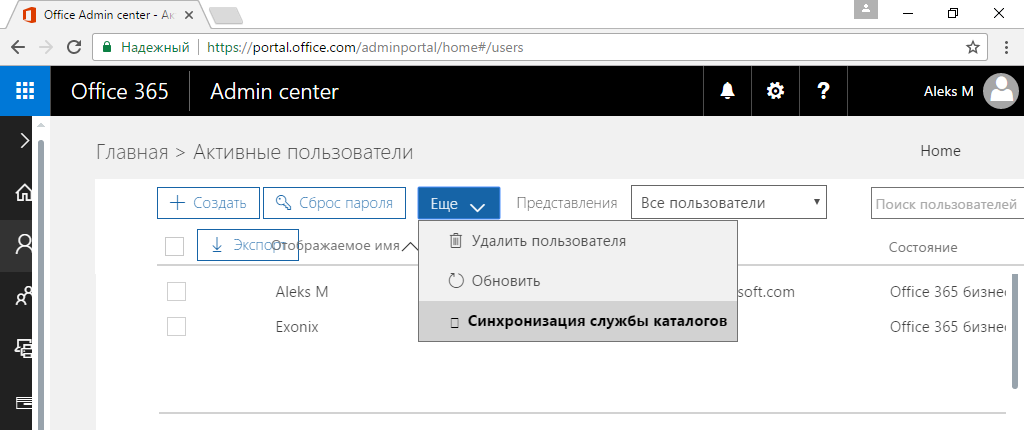 Office Admin center - Ак
Надежный https://portal.office.com/adminportal/home#/users
Office 365 Admin center ? Aleks M
Главная > Активные пользователи Home
Создать Сброс пароля Еще Представления Все пользователи Поиск пользователей
Экспорт Отображаемое имя Состояние
Удалить пользователя
Обновить
Синхронизация службы каталогов
Aleks M soft.com Office 365 бизнес
Exonix Office 365 бизнес